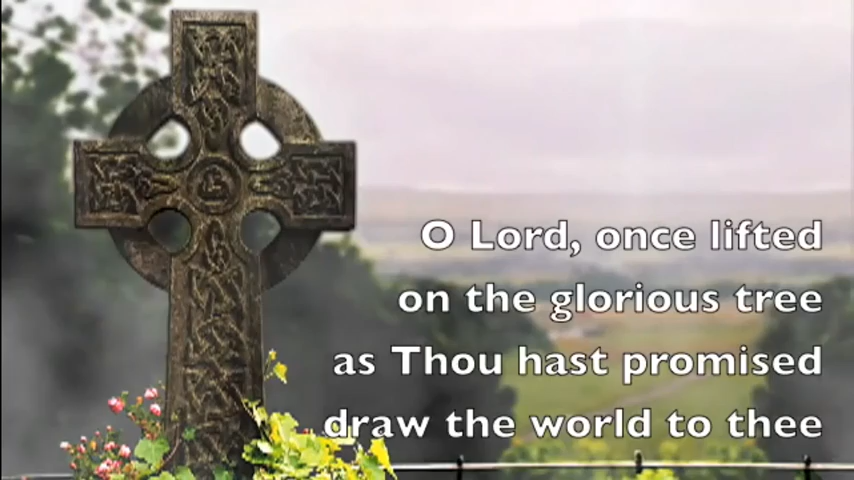 O Lord, once lifted
on the glorious tree
as Thou hast promised
draw the world to thee